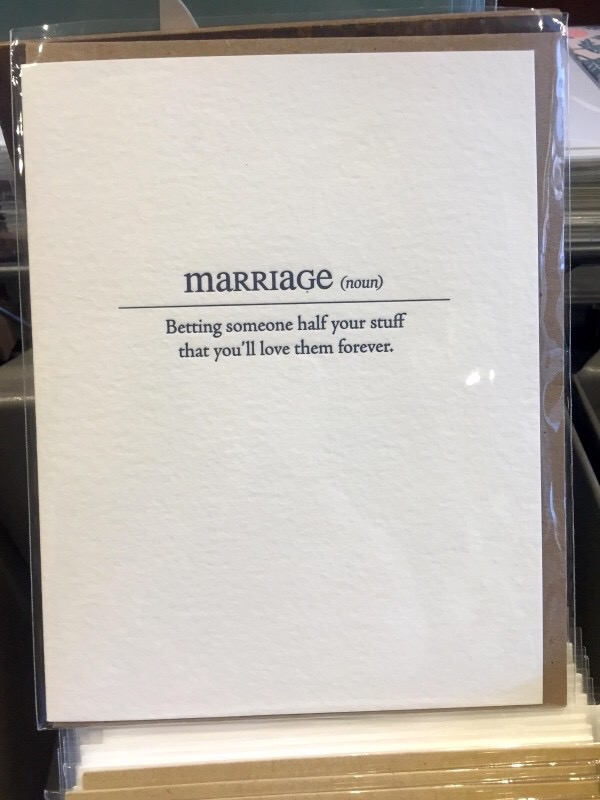 maRRIaGe (noun)
Betting someone half your stuff
that you'll love them forever.